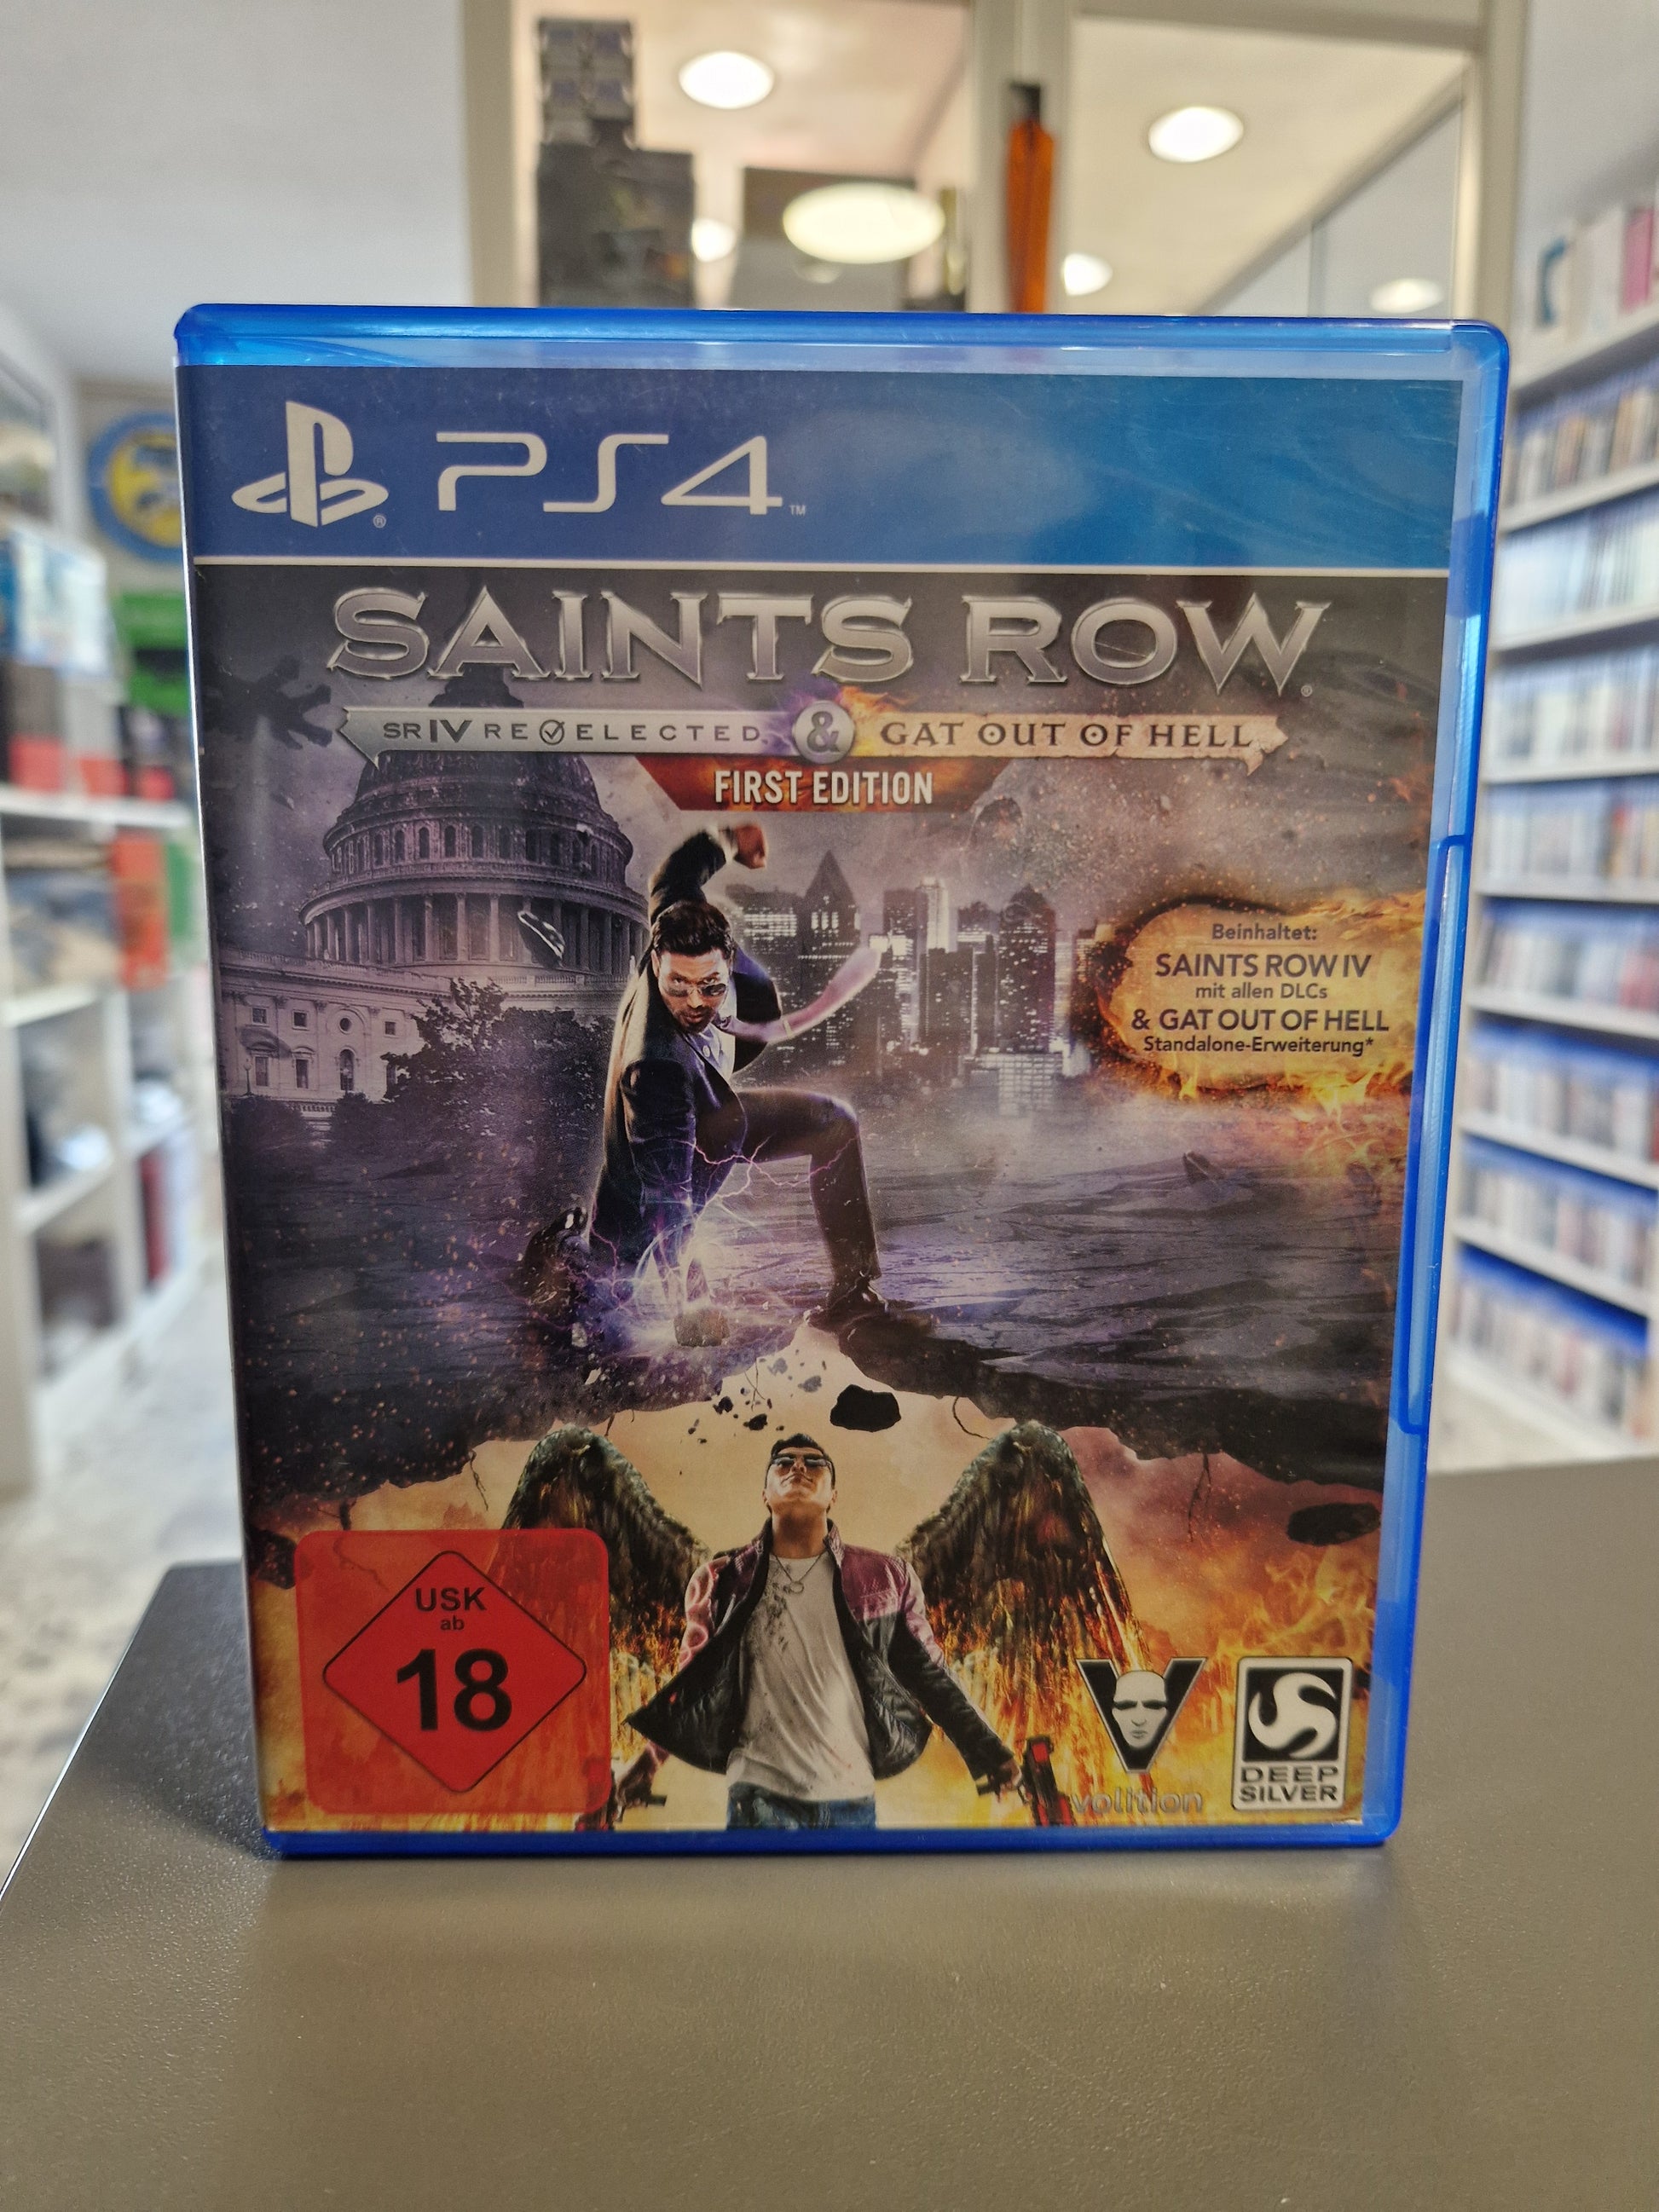 PS4™
SAINTS ROW®
SR IV RE ELECTED & GAT OUT OF HELL
FIRST EDITION
Beinhaltet:
SAINTS ROW IV
mit allen DLCs
& GAT OUT OF HELL
Standalone-Erweiterung*
USK
ab
18
volition
DEEP
SILVER